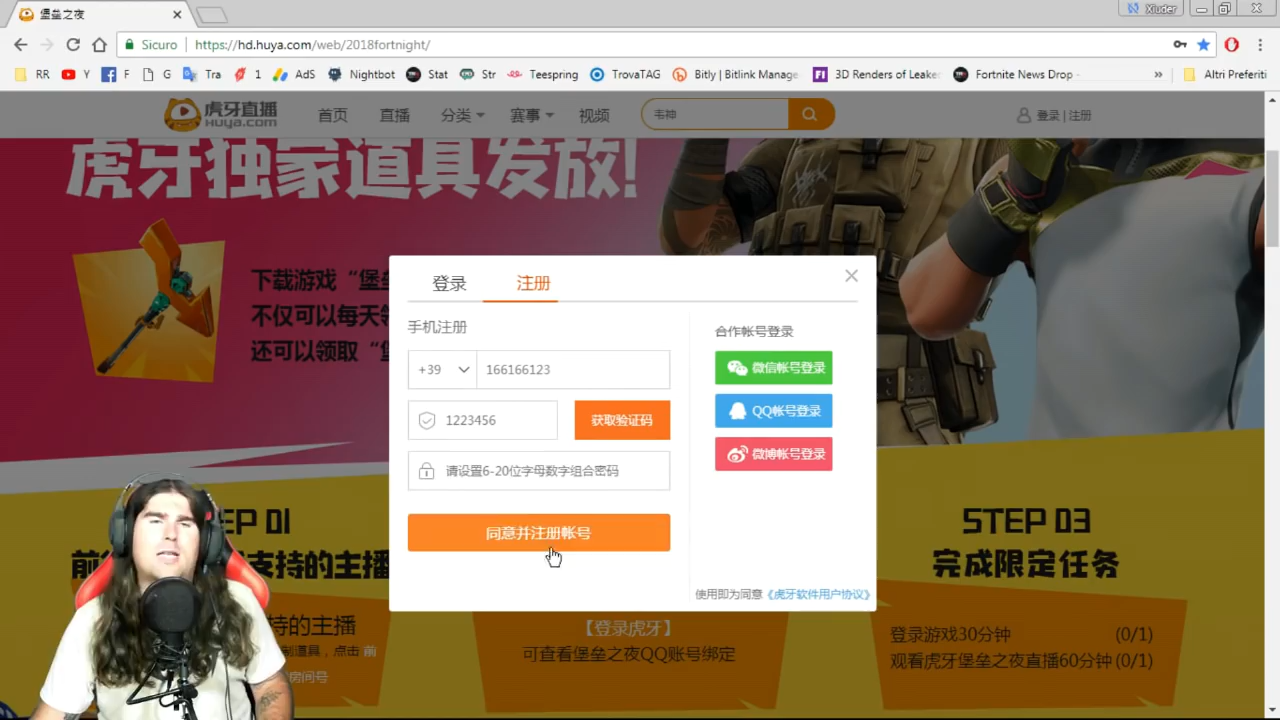 堡垒之夜
Xiuder
Sicuro
https://hd.huya.com/web/2018fortnight/
RR
Y
F
G
Tra
1
AdS
Nightbot
Stat
Str
Teespring
TrovaTAG
Bitly | Bitlink Manage
3D Renders of Leake
Fortnite News Drop -
»
Altri Preferiti
虎牙直播
HUYA.com
首页
直播
分类
赛事
视频
韦神
登录 | 注册
虎牙独家道具发放!
下载游戏“堡
不仅可以每天领
还可以领取“
登录
注册
手机注册
+39
166166123
1223456
获取验证码
请设置6-20位字母数字组合密码
同意并注册帐号
合作帐号登录
微信帐号登录
QQ帐号登录
微博帐号登录
使用即为同意《虎牙软件用户协议》
EP 01
支持的主播
持的主播
道具，点击 前
房间号
【登录虎牙】
可查看堡垒之夜QQ账号绑定
STEP 03
完成限定任务
登录游戏30分钟 (0/1)
观看虎牙堡垒之夜直播60分钟 (0/1)